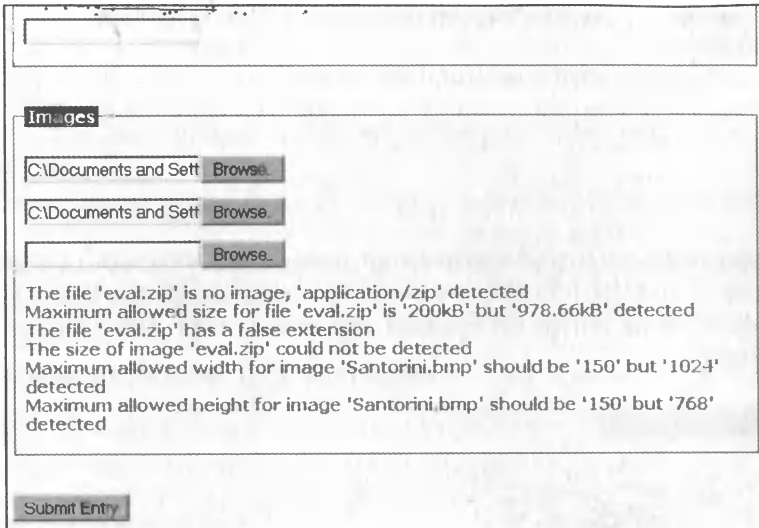 Images
C:\Documents and Sett Browse..
C:\Documents and Sett Browse..
Browse..
The file 'eval.zip' is no image, 'application/zip' detected
Maximum allowed size for file 'eval.zip' is '200kB' but '978.66kB' detected
The file 'eval.zip' has a false extension
The size of image 'eval.zip' could not be detected
Maximum allowed width for image 'Santorini.bmp' should be '150' but '1024'
detected
Maximum allowed height for image 'Santorini.bmp' should be '150' but '768'
detected
Submit Entry